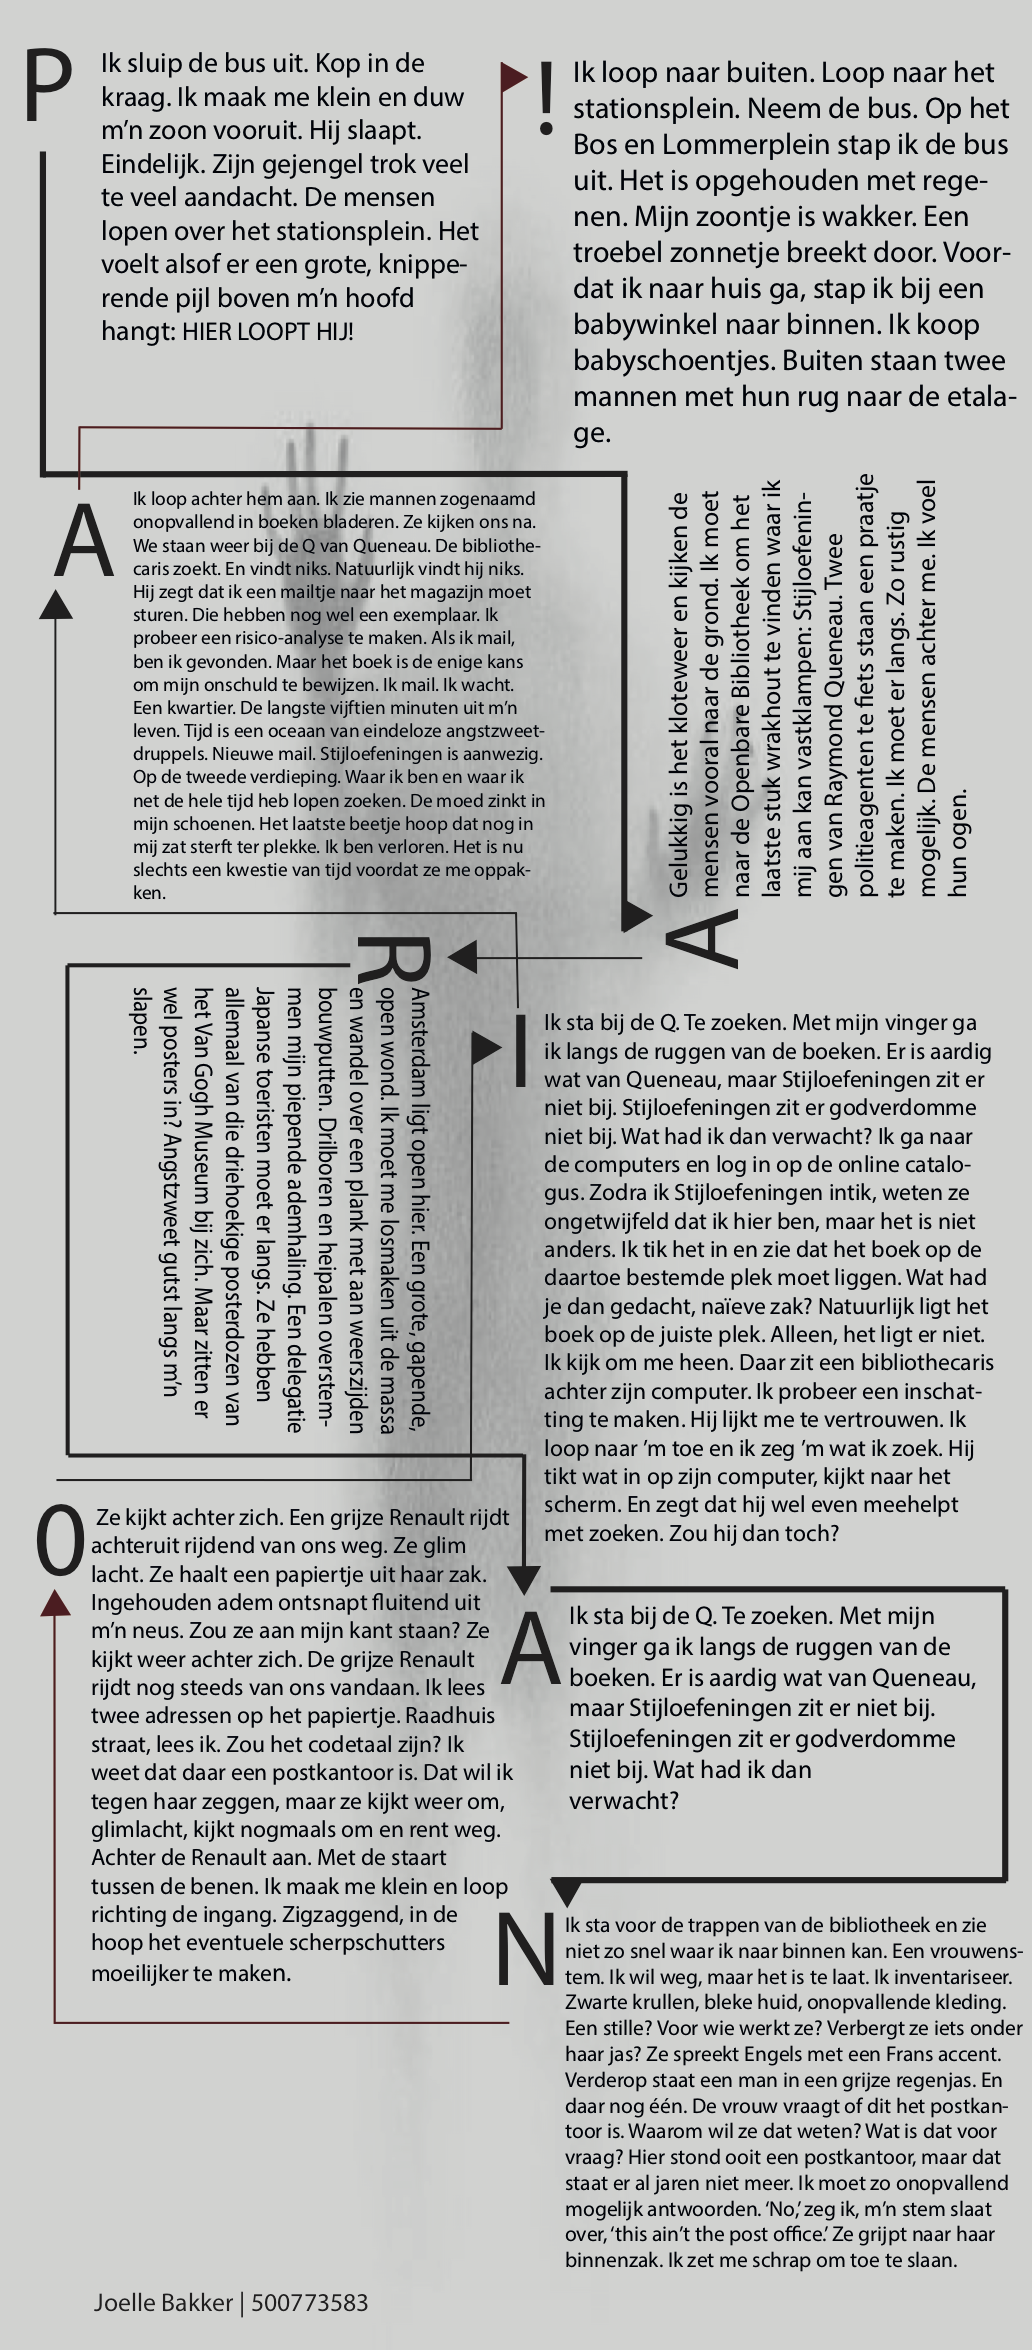 P
Ik sluip de bus uit. Kop in de
kraag. Ik maak me klein en duw
m’n zoon vooruit. Hij slaapt.
Eindelijk. Zijn gejengel trok veel
te veel aandacht. De mensen
lopen over het stationsplein. Het
voelt alsof er een grote, knippe-
rende pijl boven m’n hoofd
hangt: HIER LOOPT HIJ!
A
Gelukkig is het kloteweer en kijken de
mensen vooral naar de grond. Ik moet
naar de Openbare Bibliotheek om het
laatste stuk wrakhout te vinden waar ik
mij aan kan vastklampen: Stijloefenin-
gen van Raymond Queneau. Twee
politieagenten te fiets staan een praatje
te maken. Ik moet er langs. Zo rustig
mogelijk. De mensen achter me. Ik voel
hun ogen.
R
Amsterdam ligt open hier. Een grote, gapende,
open wond. Ik moet me losmaken uit de massa
en wandel over een plank met aan weerszijden
bouwputten. Drilboren en heipalen overstem-
men mijn piepende ademhaling. Een delegatie
Japanse toeristen moet er langs. Ze hebben
allemaal van die driehoekige posterdozen van
het Van Gogh Museum bij zich. Maar zitten er
wel posters in? Angstzweet gutst langs m’n
slapen.
A
Ik sta bij de Q. Te zoeken. Met mijn
vinger ga ik langs de ruggen van de
boeken. Er is aardig wat van Queneau,
maar Stijloefeningen zit er niet bij.
Stijloefeningen zit er godverdomme
niet bij. Wat had ik dan
verwacht?
N
Ik sta voor de trappen van de bibliotheek en zie
niet zo snel waar ik naar binnen kan. Een vrouwens-
tem. Ik wil weg, maar het is te laat. Ik inventariseer.
Zwarte krullen, bleke huid, onopvallende kleding.
Een stille? Voor wie werkt ze? Verbergt ze iets onder
haar jas? Ze spreekt Engels met een Frans accent.
Verderop staat een man in een grijze regenjas. En
daar nog één. De vrouw vraagt of dit het postkan-
toor is. Waarom wil ze dat weten? Wat is dat voor
vraag? Hier stond ooit een postkantoor, maar dat
staat er al jaren niet meer. Ik moet zo onopvallend
mogelijk antwoorden. ‘No,’ zeg ik, m’n stem slaat
over, ‘this ain’t the post office.’ Ze grijpt naar haar
binnenzak. Ik zet me schrap om toe te slaan.
O
Ze kijkt achter zich. Een grijze Renault rijdt
achteruit rijdend van ons weg. Ze glim
lacht. Ze haalt een papiertje uit haar zak.
Ingehouden adem ontsnapt fluitend uit
m’n neus. Zou ze aan mijn kant staan? Ze
kijkt weer achter zich. De grijze Renault
rijdt nog steeds van ons vandaan. Ik lees
twee adressen op het papiertje. Raadhuis
straat, lees ik. Zou het codetaal zijn? Ik
weet dat daar een postkantoor is. Dat wil ik
tegen haar zeggen, maar ze kijkt weer om,
glimlacht, kijkt nogmaals om en rent weg.
Achter de Renault aan. Met de staart
tussen de benen. Ik maak me klein en loop
richting de ingang. Zigzaggend, in de
hoop het eventuele scherpschutters
moeilijker te maken.
I
Ik sta bij de Q. Te zoeken. Met mijn vinger ga
ik langs de ruggen van de boeken. Er is aardig
wat van Queneau, maar Stijloefeningen zit er
niet bij. Stijloefeningen zit er godverdomme
niet bij. Wat had ik dan verwacht? Ik ga naar
de computers en log in op de online catalo-
gus. Zodra ik Stijloefeningen intik, weten ze
ongetwijfeld dat ik hier ben, maar het is niet
anders. Ik tik het in en zie dat het boek op de
daartoe bestemde plek moet liggen. Wat had
je dan gedacht, naïeve zak? Natuurlijk ligt het
boek op de juiste plek. Alleen, het ligt er niet.
Ik kijk om me heen. Daar zit een bibliothecaris
achter zijn computer. Ik probeer een inschat-
ting te maken. Hij lijkt me te vertrouwen. Ik
loop naar ’m toe en ik zeg ’m wat ik zoek. Hij
tikt wat in op zijn computer, kijkt naar het
scherm. En zegt dat hij wel even meehelpt
met zoeken. Zou hij dan toch?
A
Ik loop achter hem aan. Ik zie mannen zogenaamd
onopvallend in boeken bladeren. Ze kijken ons na.
We staan weer bij de Q van Queneau. De bibliothe-
caris zoekt. En vindt niks. Natuurlijk vindt hij niks.
Hij zegt dat ik een mailtje naar het magazijn moet
sturen. Die hebben nog wel een exemplaar. Ik
probeer een risico-analyse te maken. Als ik mail,
ben ik gevonden. Maar het boek is de enige kans
om mijn onschuld te bewijzen. Ik mail. Ik wacht.
Een kwartier. De langste vijftien minuten uit m’n
leven. Tijd is een oceaan van eindeloze angstzweet-
druppels. Nieuwe mail. Stijloefeningen is aanwezig.
Op de tweede verdieping. Waar ik ben en waar ik
net de hele tijd heb lopen zoeken. De moed zinkt in
mijn schoenen. Het laatste beetje hoop dat nog in
mij zat sterft ter plekke. Ik ben verloren. Het is nu
slechts een kwestie van tijd voordat ze me oppak-
ken.
!
Ik loop naar buiten. Loop naar het
stationsplein. Neem de bus. Op het
Bos en Lommerplein stap ik de bus
uit. Het is opgehouden met rege-
nen. Mijn zoontje is wakker. Een
troebel zonnetje breekt door. Voor-
dat ik naar huis ga, stap ik bij een
babywinkel naar binnen. Ik koop
babyschoentjes. Buiten staan twee
mannen met hun rug naar de etala-
ge.
Joelle Bakker | 500773583